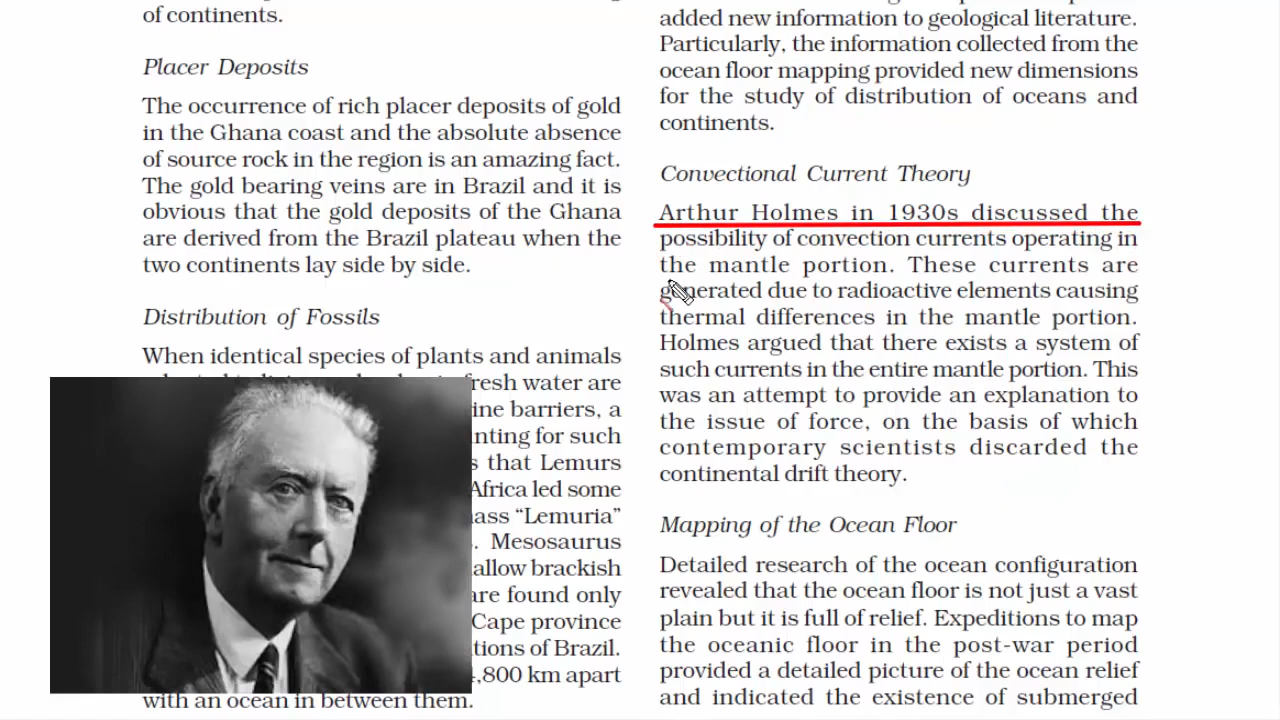 of continents.
Placer Deposits
The occurrence of rich placer deposits of gold
in the Ghana coast and the absolute absence
of source rock in the region is an amazing fact.
The gold bearing veins are in Brazil and it is
obvious that the gold deposits of the Ghana
are derived from the Brazil plateau when the
two continents lay side by side.
Distribution of Fossils
When identical species of plants and animals
fresh water are
ine barriers, a
nting for such
s that Lemurs
Africa led some
ass “Lemuria”
. Mesosaurus
allow brackish
are found only
Cape province
tions of Brazil.
,800 km apart
with an ocean in between them.
added new information to geological literature.
Particularly, the information collected from the
ocean floor mapping provided new dimensions
for the study of distribution of oceans and
continents.
Convectional Current Theory
Arthur Holmes in 1930s discussed the
possibility of convection currents operating in
the mantle portion. These currents are
generated due to radioactive elements causing
thermal differences in the mantle portion.
Holmes argued that there exists a system of
such currents in the entire mantle portion. This
was an attempt to provide an explanation to
the issue of force, on the basis of which
contemporary scientists discarded the
continental drift theory.
Mapping of the Ocean Floor
Detailed research of the ocean configuration
revealed that the ocean floor is not just a vast
plain but it is full of relief. Expeditions to map
the oceanic floor in the post-war period
provided a detailed picture of the ocean relief
and indicated the existence of submerged